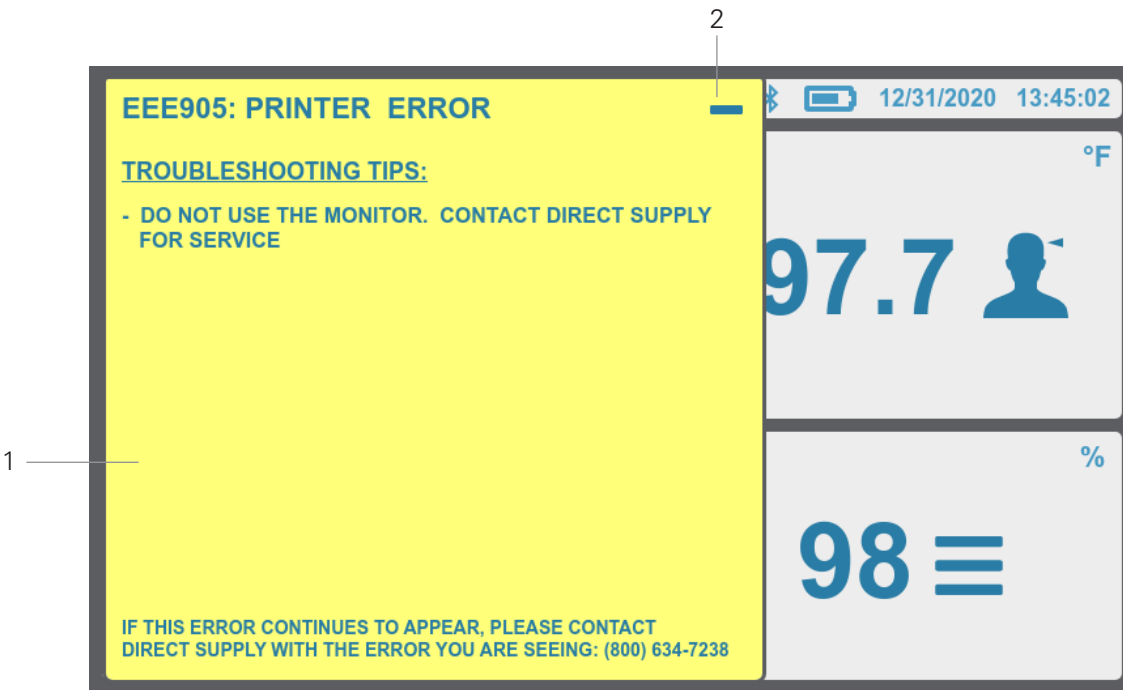 2
EEE905: PRINTER ERROR
12/31/2020 13:45:02
TROUBLESHOOTING TIPS:
°F
- DO NOT USE THE MONITOR. CONTACT DIRECT SUPPLY
FOR SERVICE
97.7
1
%
98
IF THIS ERROR CONTINUES TO APPEAR, PLEASE CONTACT
DIRECT SUPPLY WITH THE ERROR YOU ARE SEEING: (800) 634-7238